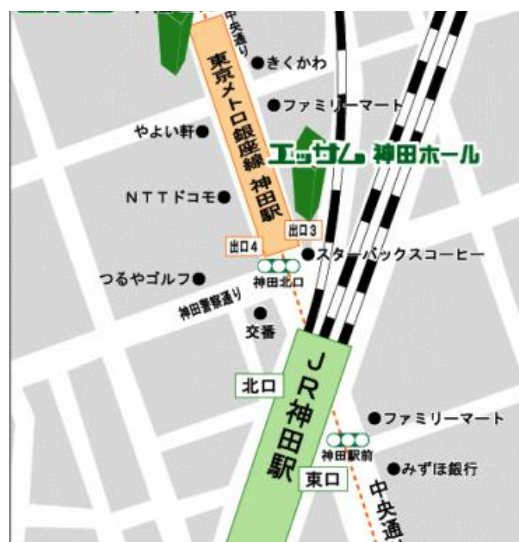 中央通り
きくかわ
東京メトロ銀座線 神田駅
ファミリーマート
やよい軒
エッサム 神田ホール
NTTドコモ
出口4
出口3
スターバックスコーヒー
神田北口
つるやゴルフ
神田警察通り
交番
JR神田駅
北口
ファミリーマート
神田駅前
みずほ銀行
東口
中央通